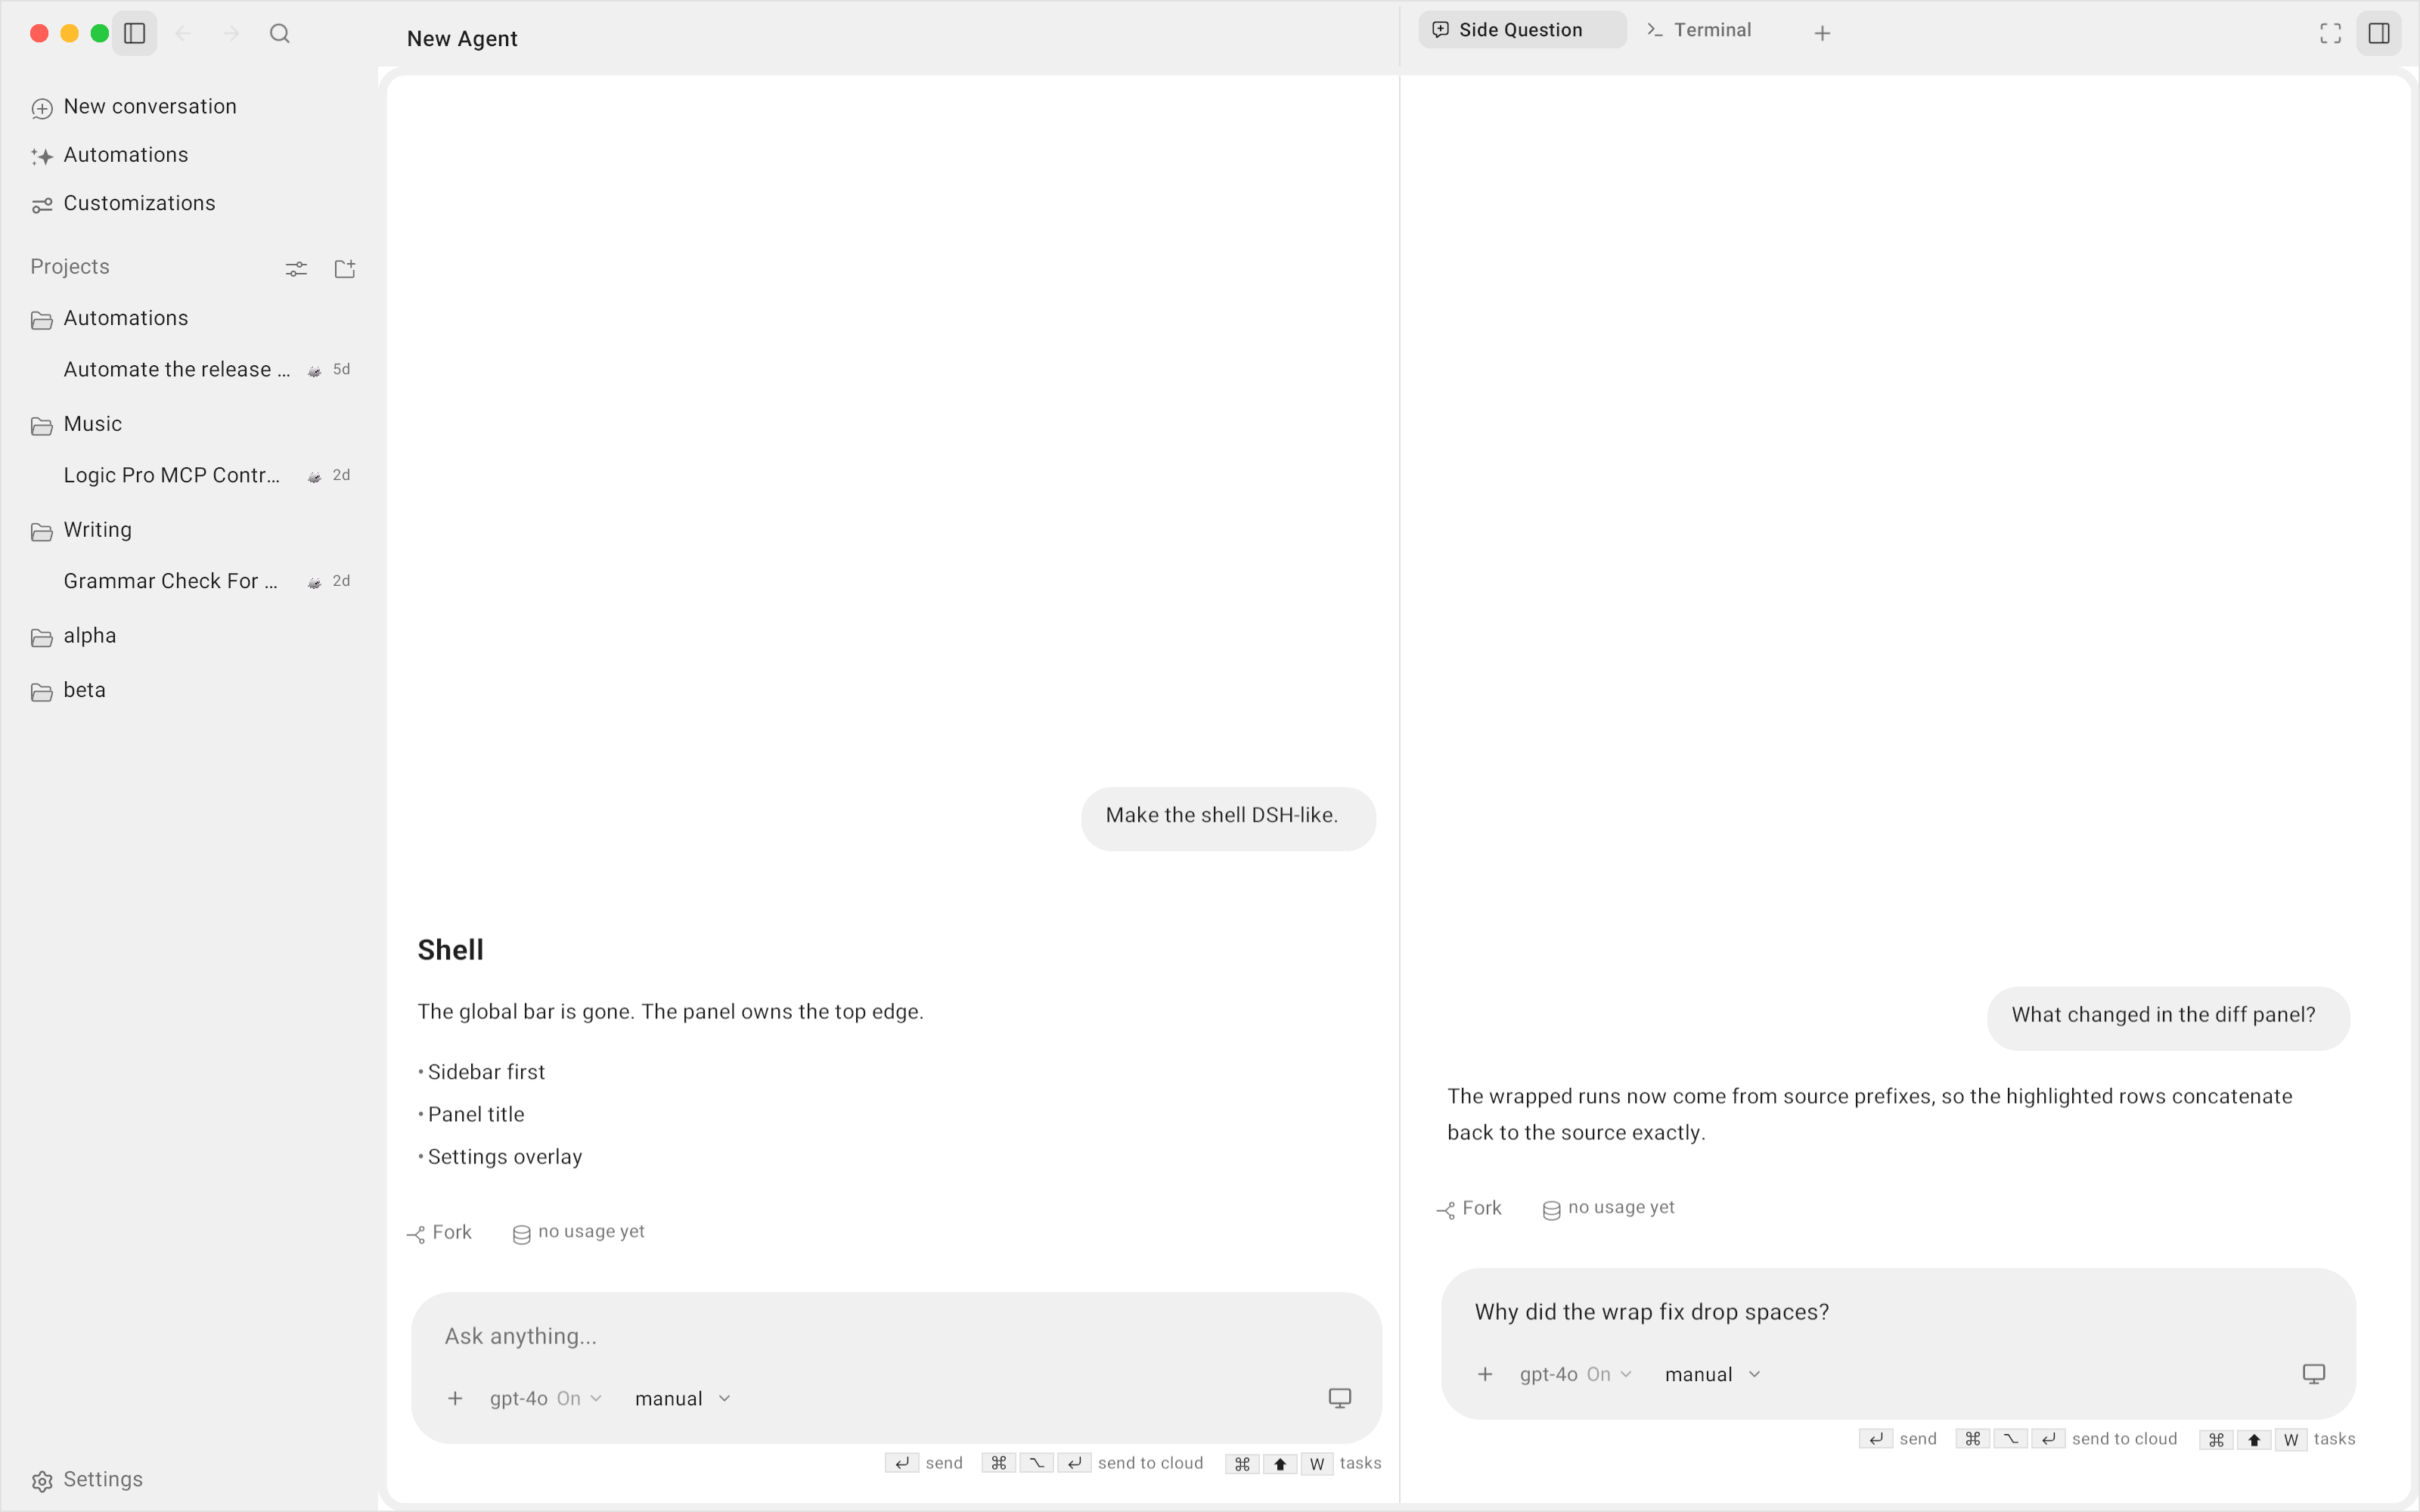 New Agent
Side Question
Terminal
New conversation
Automations
Customizations
Projects
Automations
Automate the release ... 5d
Music
Logic Pro MCP Contr... 2d
Writing
Grammar Check For ... 2d
alpha
beta
Settings
Make the shell DSH-like.
Shell
The global bar is gone. The panel owns the top edge.
• Sidebar first
• Panel title
• Settings overlay
Fork no usage yet
Ask anything...
gpt-4o On manual
send ⌘ ⌥ send to cloud ⌘ W tasks
What changed in the diff panel?
The wrapped runs now come from source prefixes, so the highlighted rows concatenate
back to the source exactly.
Fork no usage yet
Why did the wrap fix drop spaces?
gpt-4o On manual
send ⌘ ⌥ send to cloud ⌘ W tasks